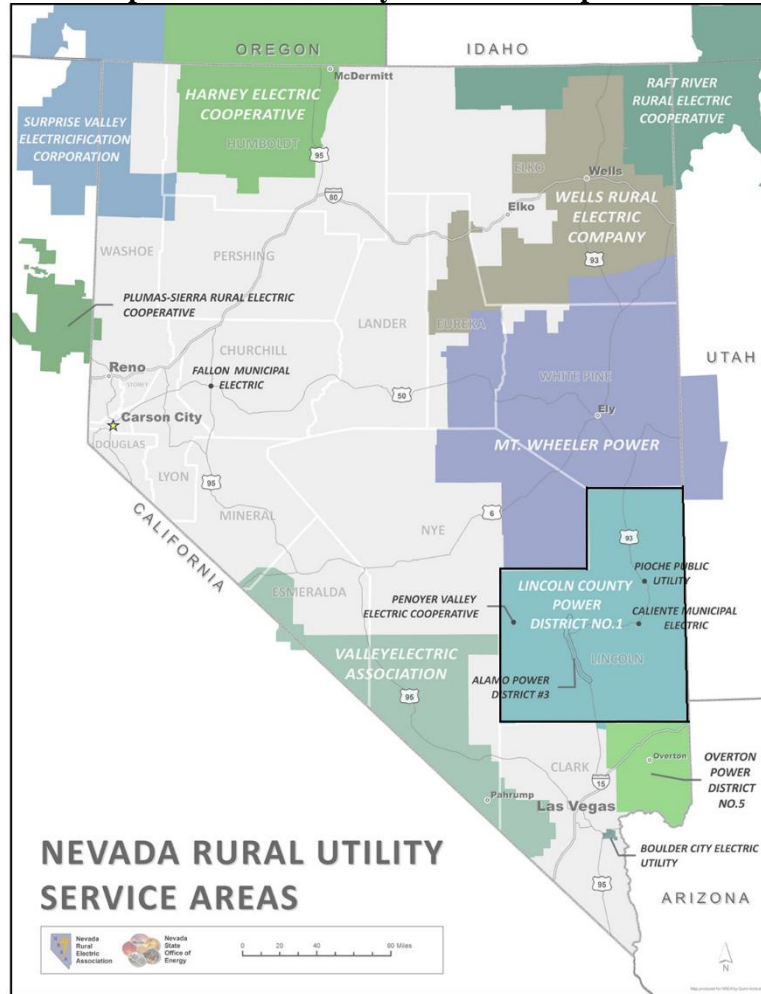 OREGON
IDAHO
McDermitt
HARNEY ELECTRIC
COOPERATIVE
HUMBOLDT
95
RAFT RIVER
RURAL ELECTRIC
COOPERATIVE
SURPRISE VALLEY
ELECTRICIFICATION
CORPORATION
ELKO
Wells
80
Elko
WELLS RURAL
ELECTRIC
COMPANY
WASHOE
PERSHING
93
PLUMAS-SIERRA RURAL ELECTRIC
COOPERATIVE
LANDER
EUREKA
CHURCHILL
UTAH
Reno
STOREY
FALLON MUNICIPAL
ELECTRIC
WHITE PINE
50
Carson City
Ely
DOUGLAS
MT. WHEELER POWER
LYON
95
CALIFORNIA
MINERAL
NYE
6
93
PIOCHE PUBLIC
UTILITY
ESMERALDA
PENOYER VALLEY
ELECTRIC COOPERATIVE
LINCOLN COUNTY
POWER
DISTRICT NO.1
CALIENTE MUNICIPAL
ELECTRIC
VALLEYELECTRIC
ASSOCIATION
LINCOLN
ALAMO POWER
DISTRICT #3
95
CLARK
Overton
OVERTON
POWER
DISTRICT
NO.5
15
Pahrump
Las Vegas
BOULDER CITY ELECTRIC
UTILITY
95
ARIZONA
NEVADA RURAL UTILITY
SERVICE AREAS
Nevada
Rural
Electric
Association
Nevada
State
Office of
Energy
0 20 40 80 Miles
N